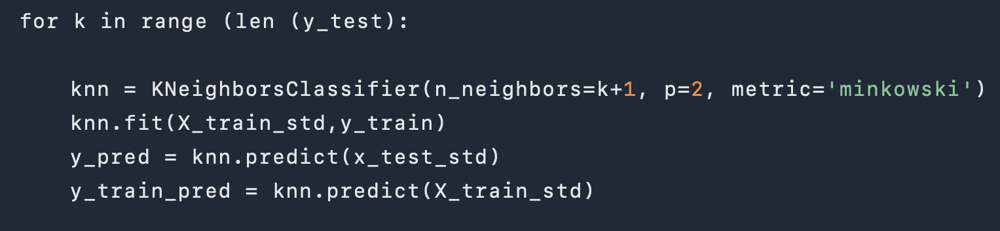 for k in range (len (y_test):
knn = KNeighborsClassifier(n_neighbors=k+1, p=2, metric='minkowski')
knn.fit(X_train_std,y_train)
y_pred = knn.predict(x_test_std)
y_train_pred = knn.predict(X_train_std)